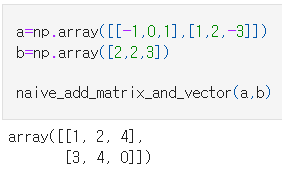 a=np.array([[-1,0,1],[1,2,-3]])
b=np.array([2,2,3])
naive_add_matrix_and_vector(a,b)
array([[1, 2, 4],
[3, 4, 0]])